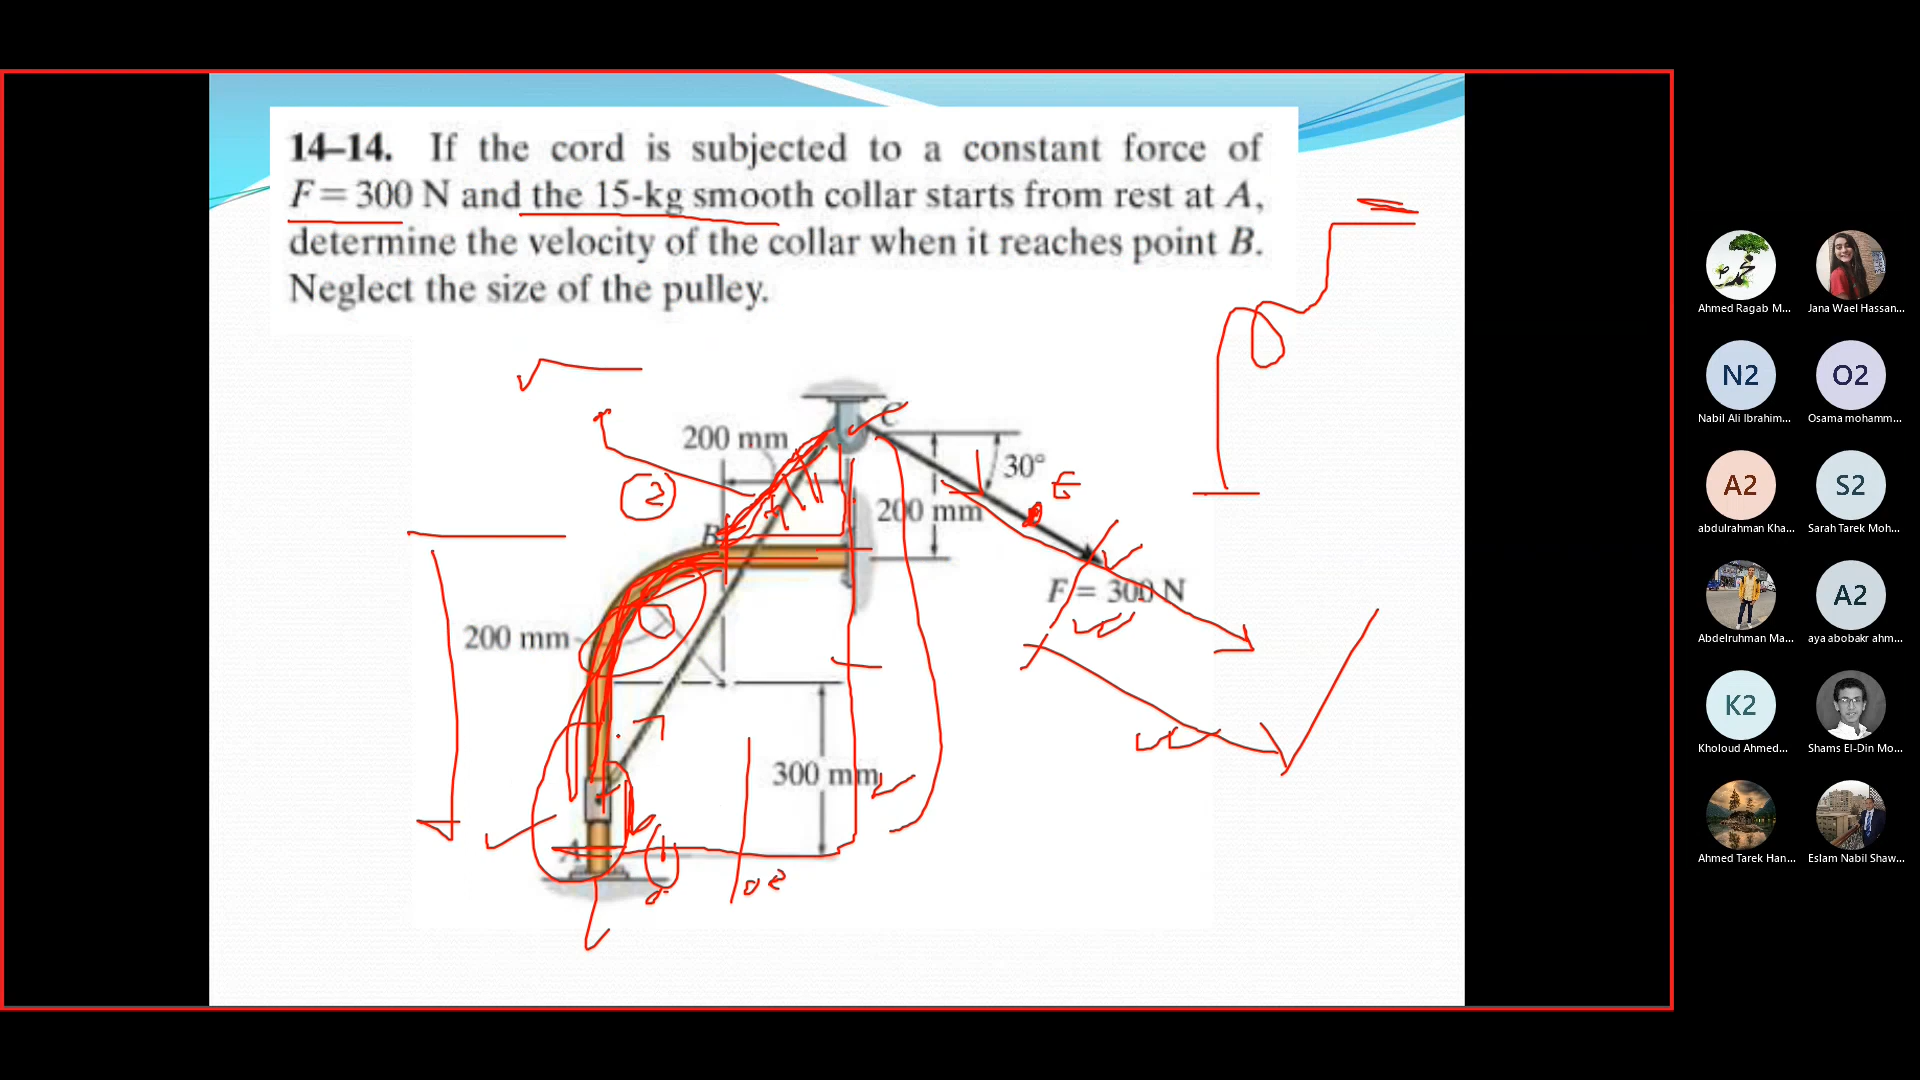 14–14. If the cord is subjected to a constant force of
F = 300 N and the 15-kg smooth collar starts from rest at A,
determine the velocity of the collar when it reaches point B.
Neglect the size of the pulley.
C
200 mm
30°
2
200 mm
B
F = 300 N
200 mm
300 mm
A
Ahmed Ragab M...
Jana Wael Hassan...
N2
O2
Nabil Ali Ibrahim...
Osama mohamm...
A2
S2
abdulrahman Kha...
Sarah Tarek Moh...
A2
Abdelruhman Ma...
aya abobakr ahm...
K2
Kholoud Ahmed...
Shams El-Din Mo...
Ahmed Tarek Han...
Eslam Nabil Shaw...